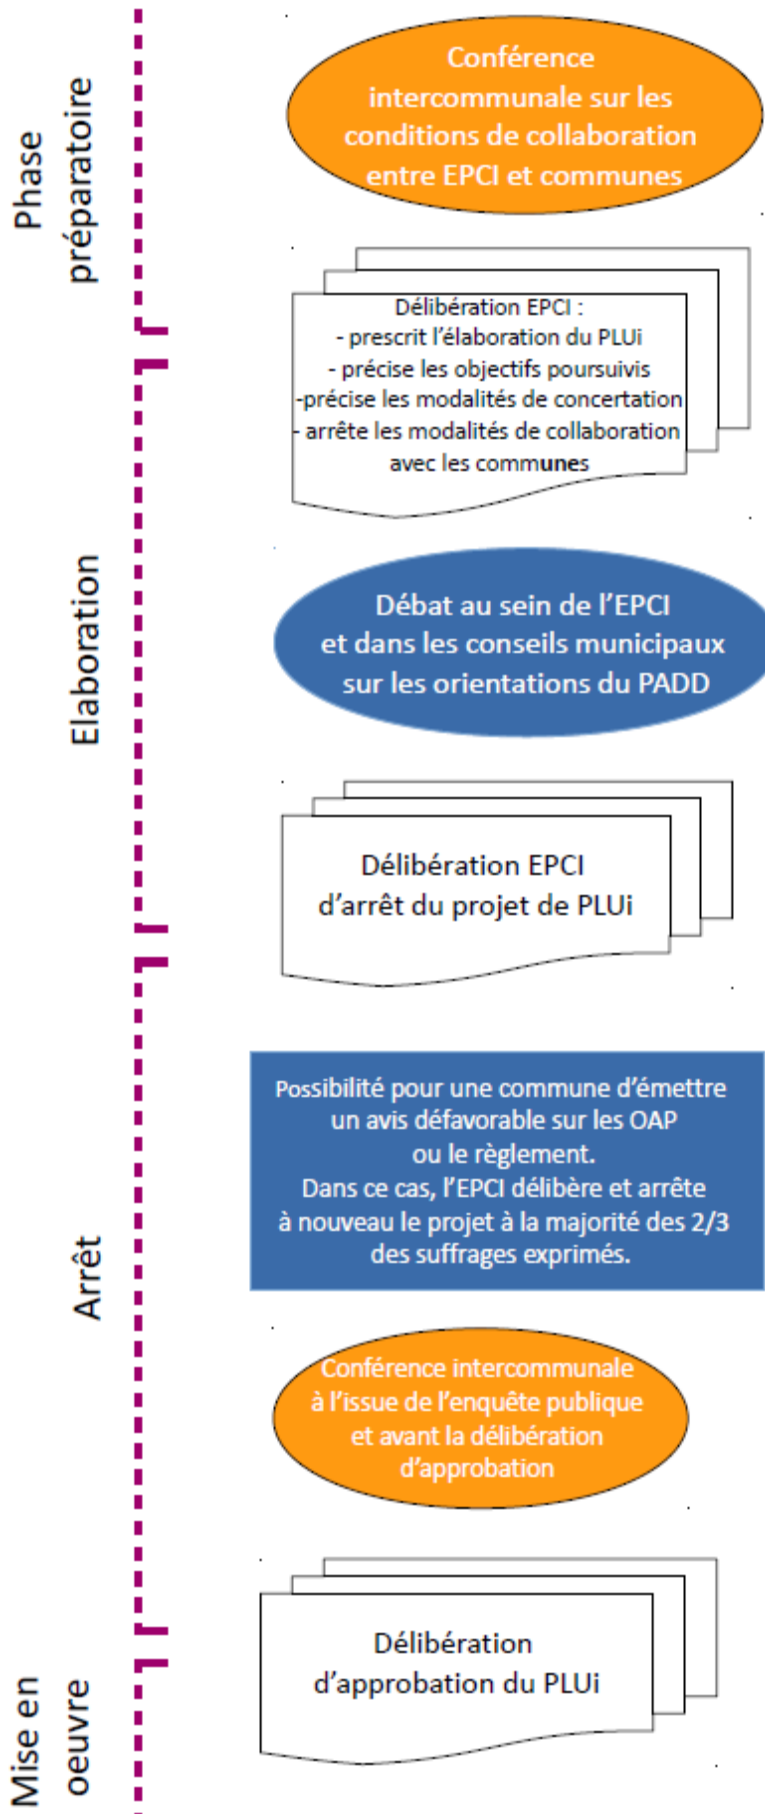 Phase
préparatoire
Conférence
intercommunale sur les
conditions de collaboration
entre EPCI et communes
Délibération EPCI :
- prescrit l'élaboration du PLUi
- précise les objectifs poursuivis
-précise les modalités de concertation
- arrête les modalités de collaboration
avec les communes
Elaboration
Débat au sein de l'EPCI
et dans les conseils municipaux
sur les orientations du PADD
Délibération EPCI
d'arrêt du projet de PLUi
Arrêt
Possibilité pour une commune d'émettre
un avis défavorable sur les OAP
ou le règlement.
Dans ce cas, l'EPCI délibère et arrête
à nouveau le projet à la majorité des 2/3
des suffrages exprimés.
Conférence intercommunale
à l'issue de l'enquête publique
et avant la délibération
d'approbation
Mise en
oeuvre
Délibération
d'approbation du PLUi